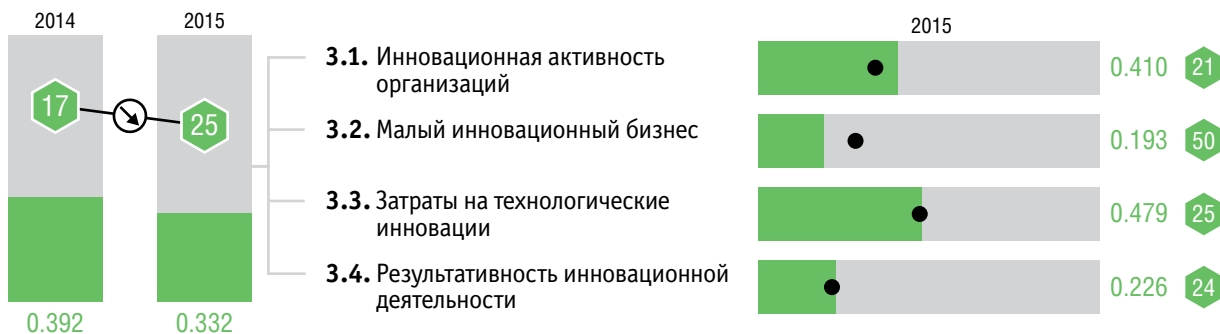 2014
2015
17
25
0.392
0.332
3.1. Инновационная активность
организаций
3.2. Малый инновационный бизнес
3.3. Затраты на технологические
инновации
3.4. Результативность инновационной
деятельности
2015
0.410 21
0.193 50
0.479 25
0.226 24